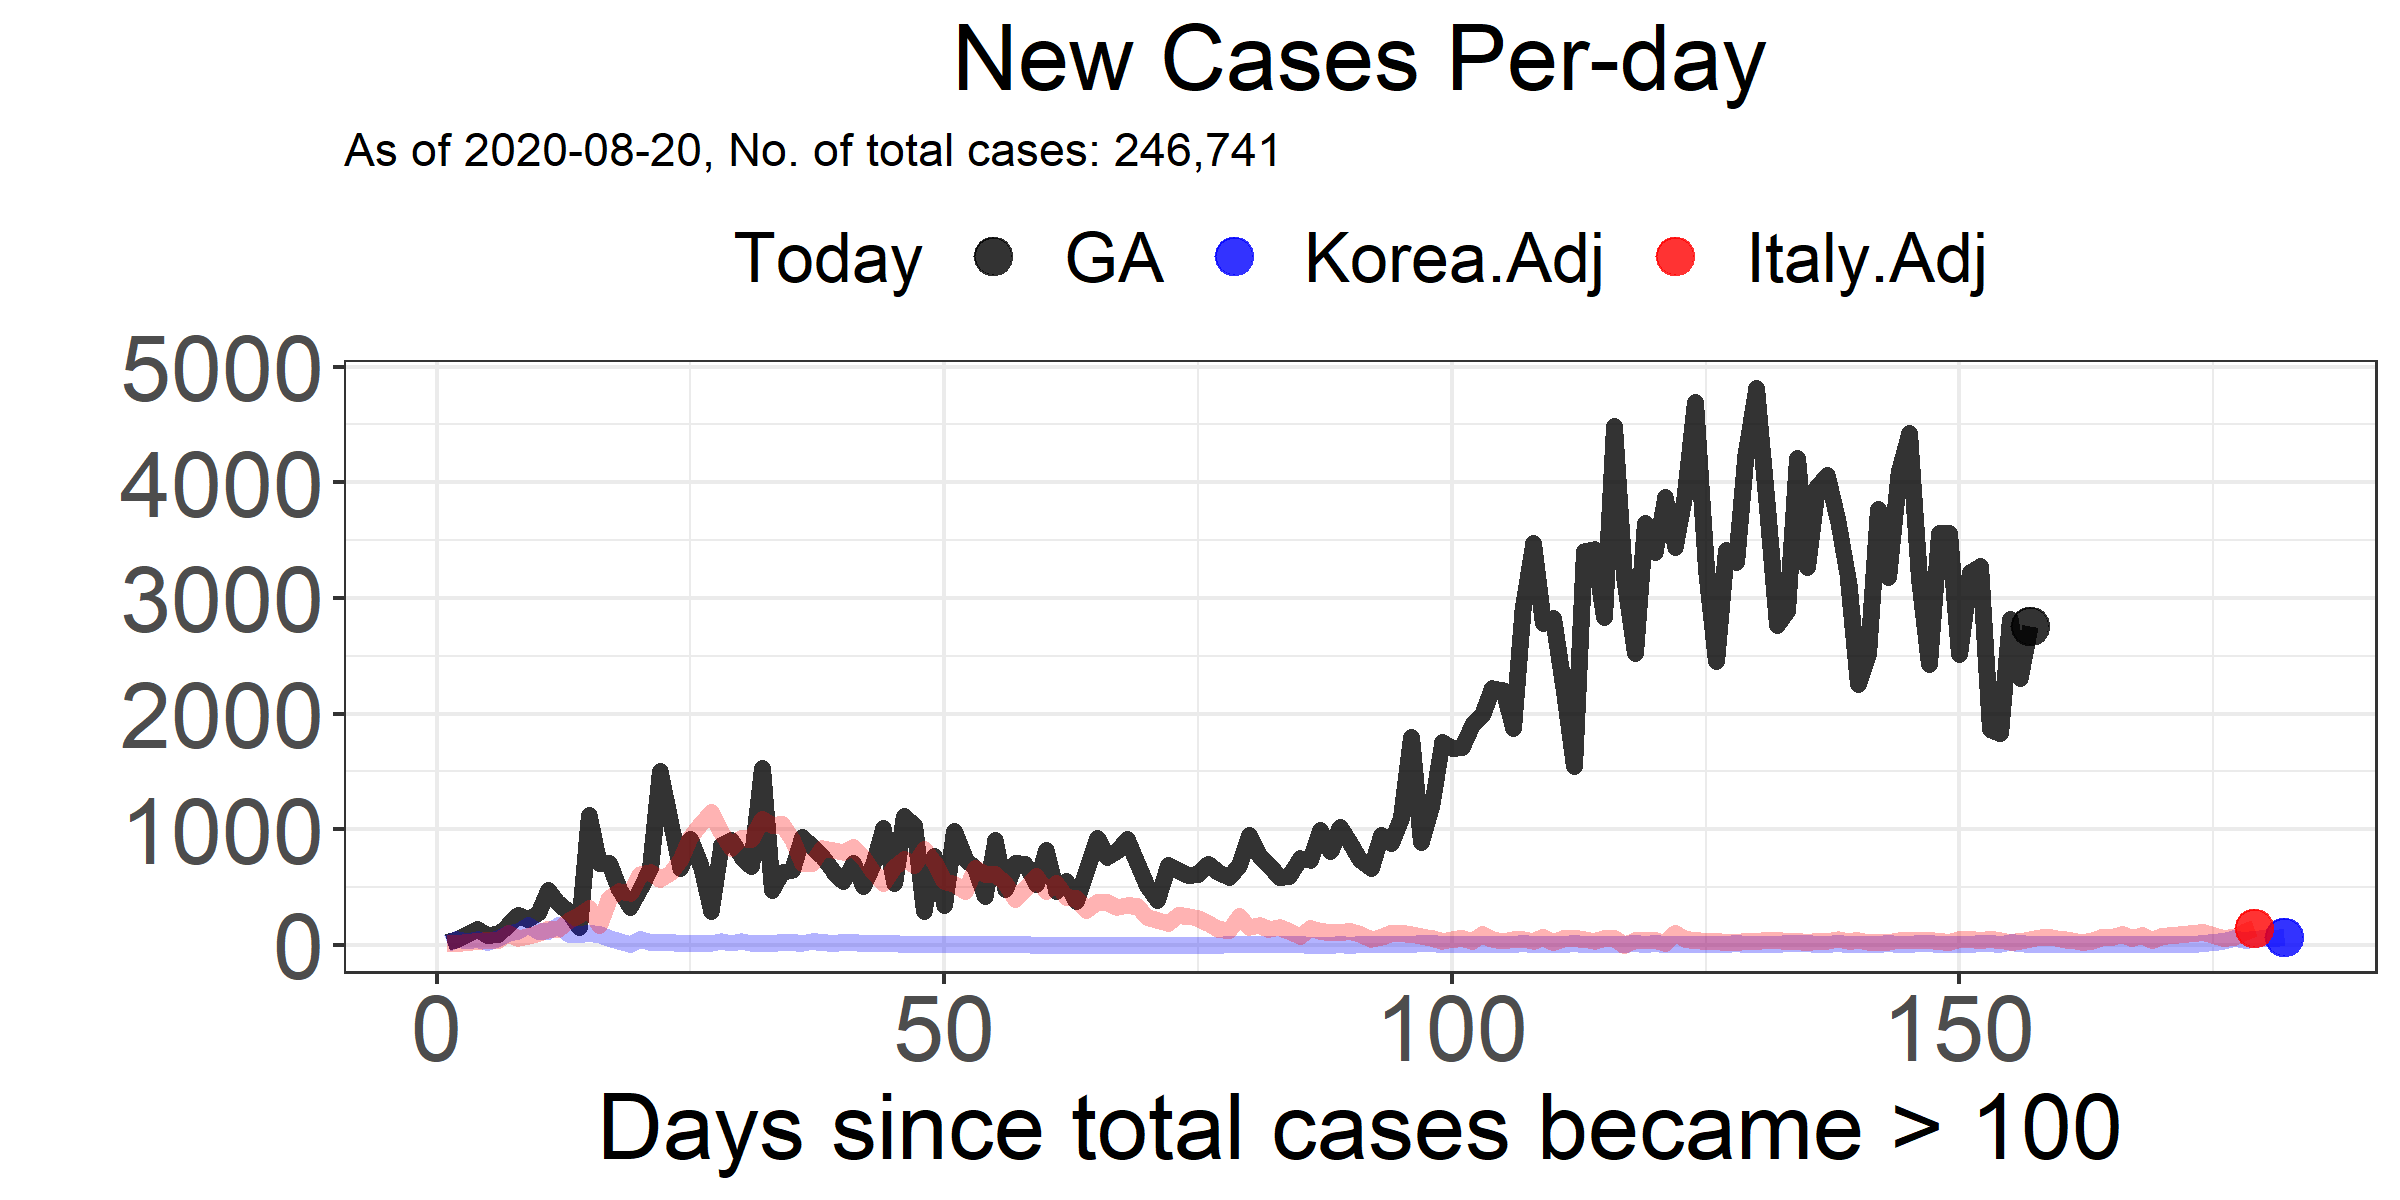 New Cases Per-day
As of 2020-08-20, No. of total cases: 246,741
Today GA Korea.Adj Italy.Adj
5000
4000
3000
2000
1000
0
0 50 100 150
Days since total cases became > 100